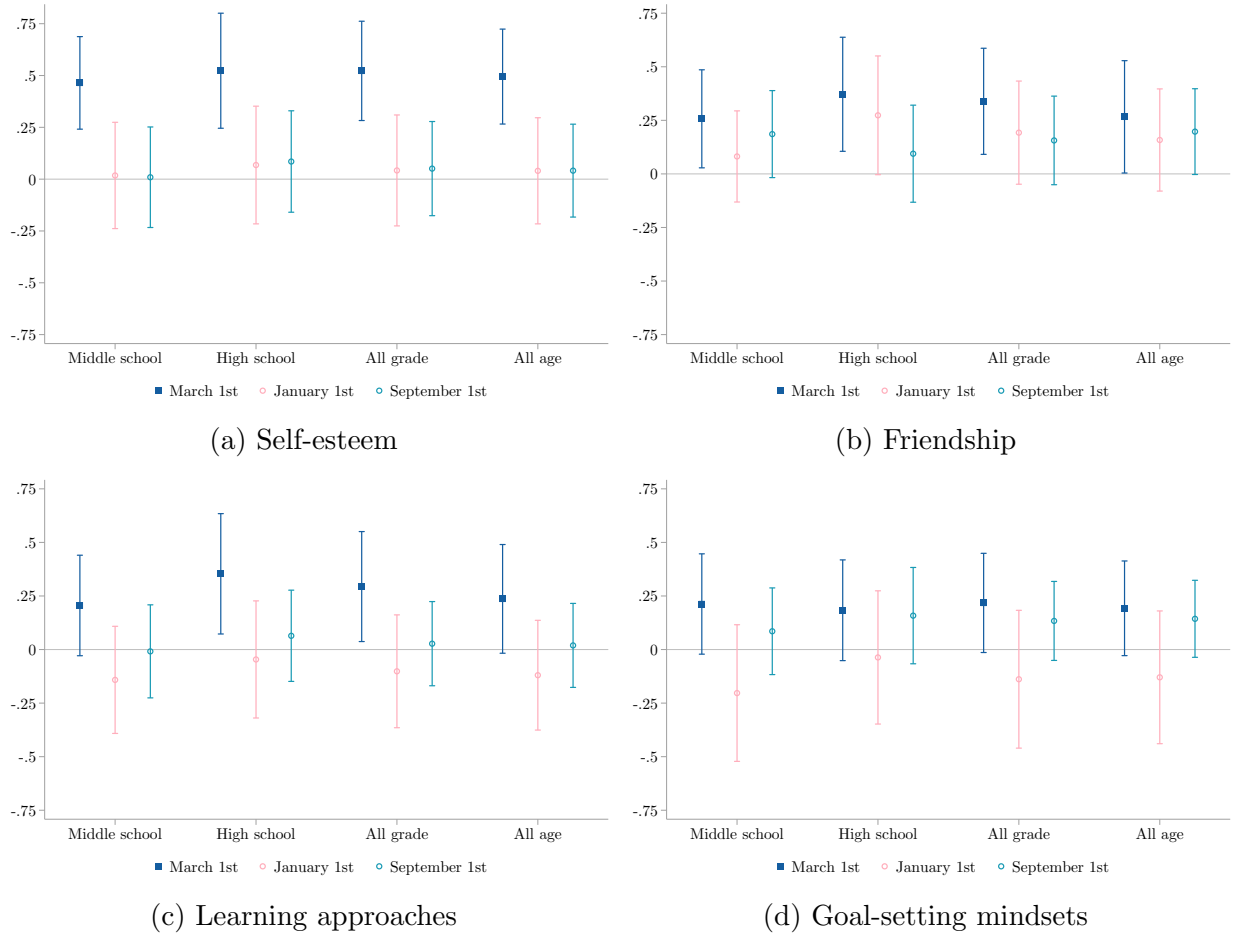 .75
.5
.25
0
-.25
-.5
-.75
Middle school High school All grade All age
March 1st January 1st September 1st
(a) Self-esteem
.75
.5
.25
0
-.25
-.5
-.75
Middle school High school All grade All age
March 1st January 1st September 1st
(b) Friendship
.75
.5
.25
0
-.25
-.5
-.75
Middle school High school All grade All age
March 1st January 1st September 1st
(c) Learning approaches
.75
.5
.25
0
-.25
-.5
-.75
Middle school High school All grade All age
March 1st January 1st September 1st
(d) Goal-setting mindsets